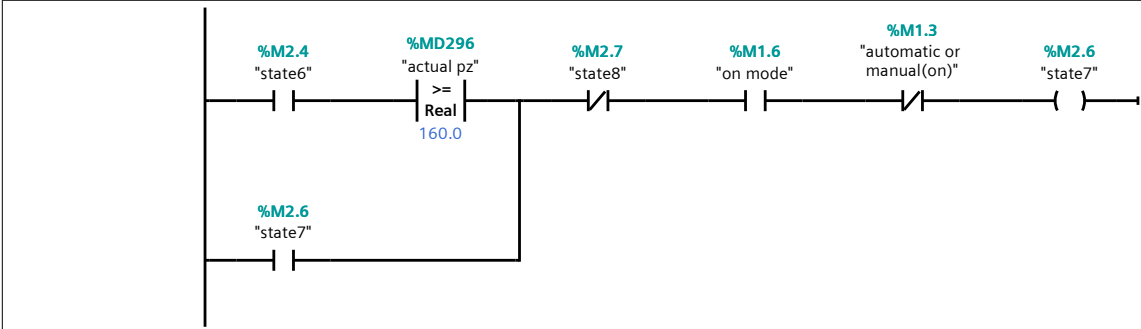 %M2.4
"state6"
%MD296
"actual pz"
>=
Real
160.0
%M2.7
"state8"
%M1.6
"on mode"
%M1.3
"automatic or
manual(on)"
%M2.6
"state7"
%M2.6
"state7"